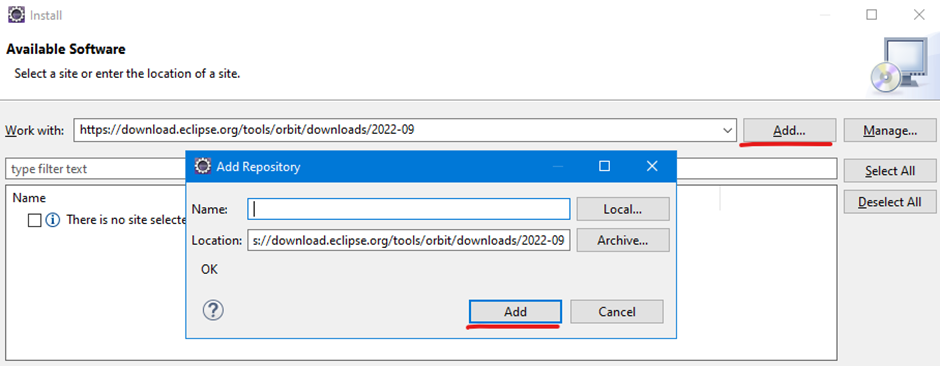 Install
Available Software
Select a site or enter the location of a site.
Work with: https://download.eclipse.org/tools/orbit/downloads/2022-09 Add... Manage...
type filter text
Select All
Deselect All
Name
There is no site selecte
Add Repository
Name: Local...
Location: s://download.eclipse.org/tools/orbit/downloads/2022-09 Archive...
OK
? Add Cancel